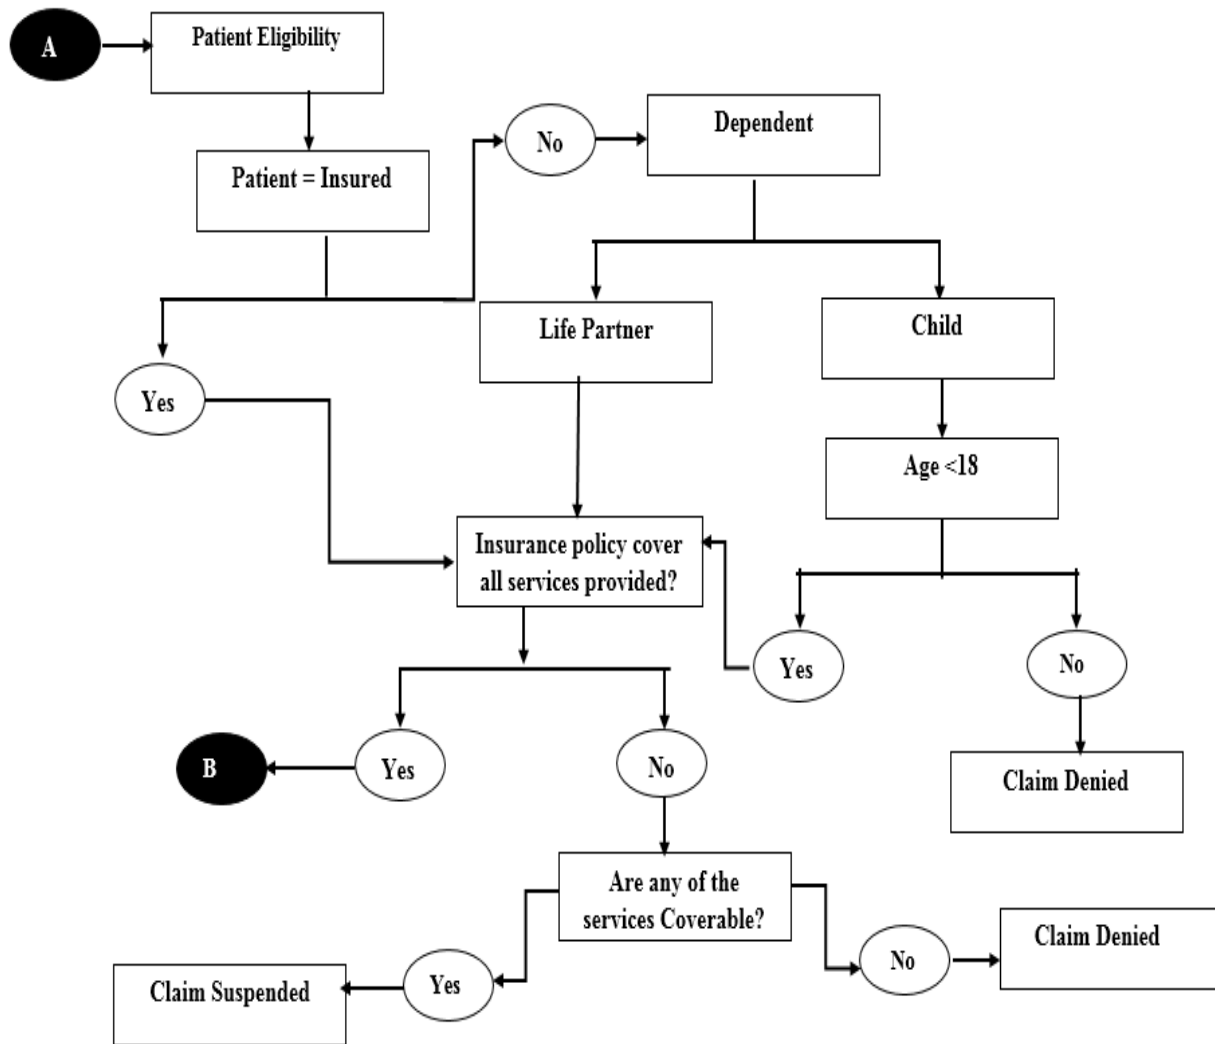 A
Patient Eligibility
No
Dependent
Patient = Insured
Life Partner
Child
Yes
Age <18
Insurance policy cover
all services provided?
Yes
No
B
Yes
No
Claim Denied
Are any of the
services Coverable?
Claim Suspended
Yes
No
Claim Denied